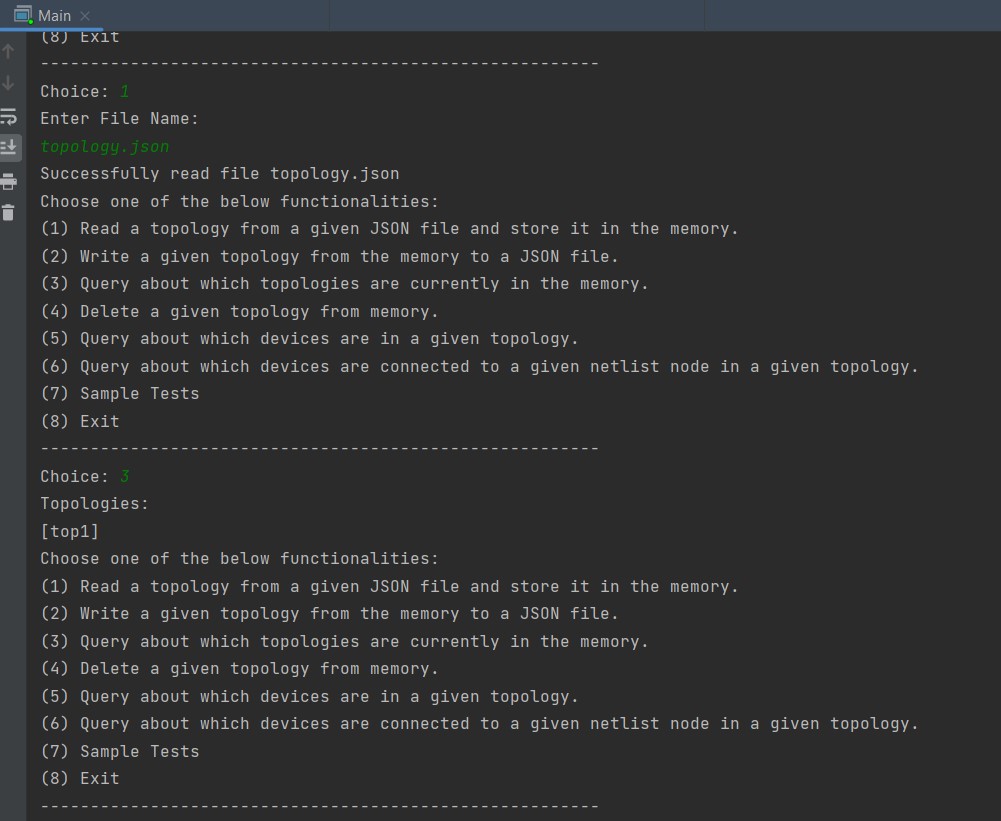 Main
(8) Exit
--------------------------------------------------------
Choice: 1
Enter File Name:
topology.json
Successfully read file topology.json
Choose one of the below functionalities:
(1) Read a topology from a given JSON file and store it in the memory.
(2) Write a given topology from the memory to a JSON file.
(3) Query about which topologies are currently in the memory.
(4) Delete a given topology from memory.
(5) Query about which devices are in a given topology.
(6) Query about which devices are connected to a given netlist node in a given topology.
(7) Sample Tests
(8) Exit
--------------------------------------------------------
Choice: 3
Topologies:
[top1]
Choose one of the below functionalities:
(1) Read a topology from a given JSON file and store it in the memory.
(2) Write a given topology from the memory to a JSON file.
(3) Query about which topologies are currently in the memory.
(4) Delete a given topology from memory.
(5) Query about which devices are in a given topology.
(6) Query about which devices are connected to a given netlist node in a given topology.
(7) Sample Tests
(8) Exit
--------------------------------------------------------